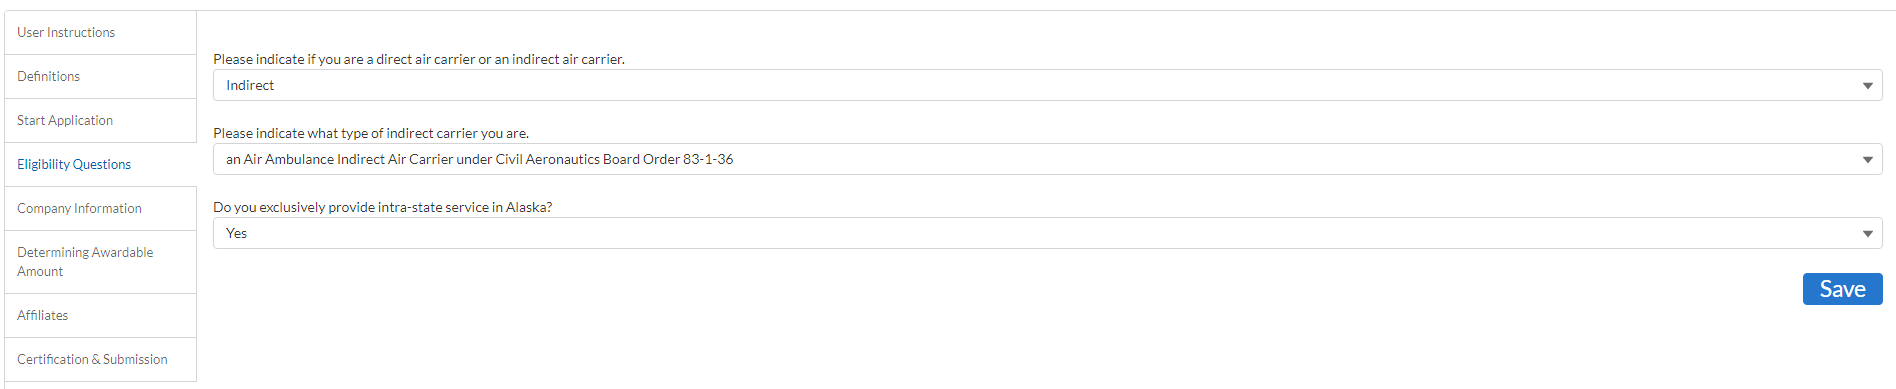 User Instructions
Definitions
Start Application
Eligibility Questions
Company Information
Determining Awardable
Amount
Affiliates
Certification & Submission
Please indicate if you are a direct air carrier or an indirect air carrier.
Indirect
Please indicate what type of indirect carrier you are.
an Air Ambulance Indirect Air Carrier under Civil Aeronautics Board Order 83-1-36
Do you exclusively provide intra-state service in Alaska?
Yes
Save